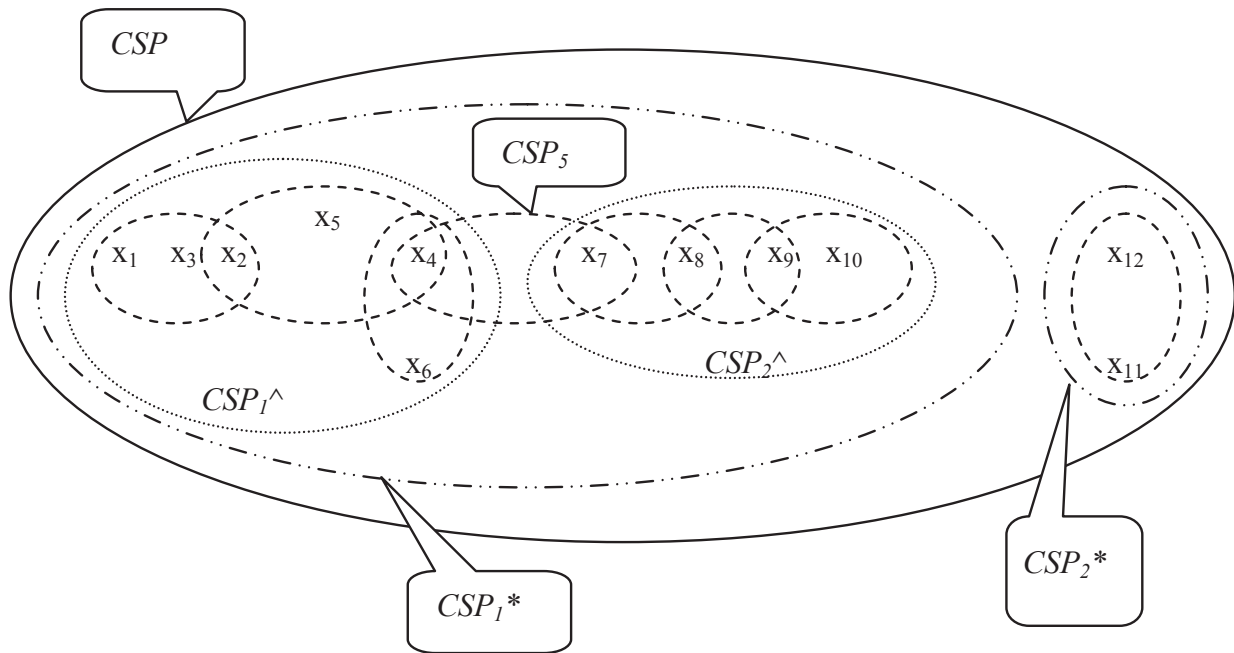 CSP
CSP₅
x₅
x₁ x₃ x₂ x₄ x₇ x₈ x₉ x₁₀ x₁₂
x₆ CSP₂^ x₁₁
CSP₁^
CSP₂*
CSP₁*